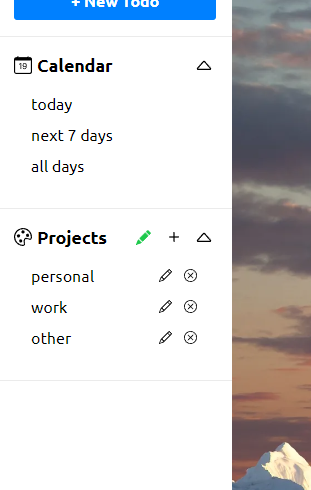 + New Todo
19 Calendar
today
next 7 days
all days
Projects
personal
work
other